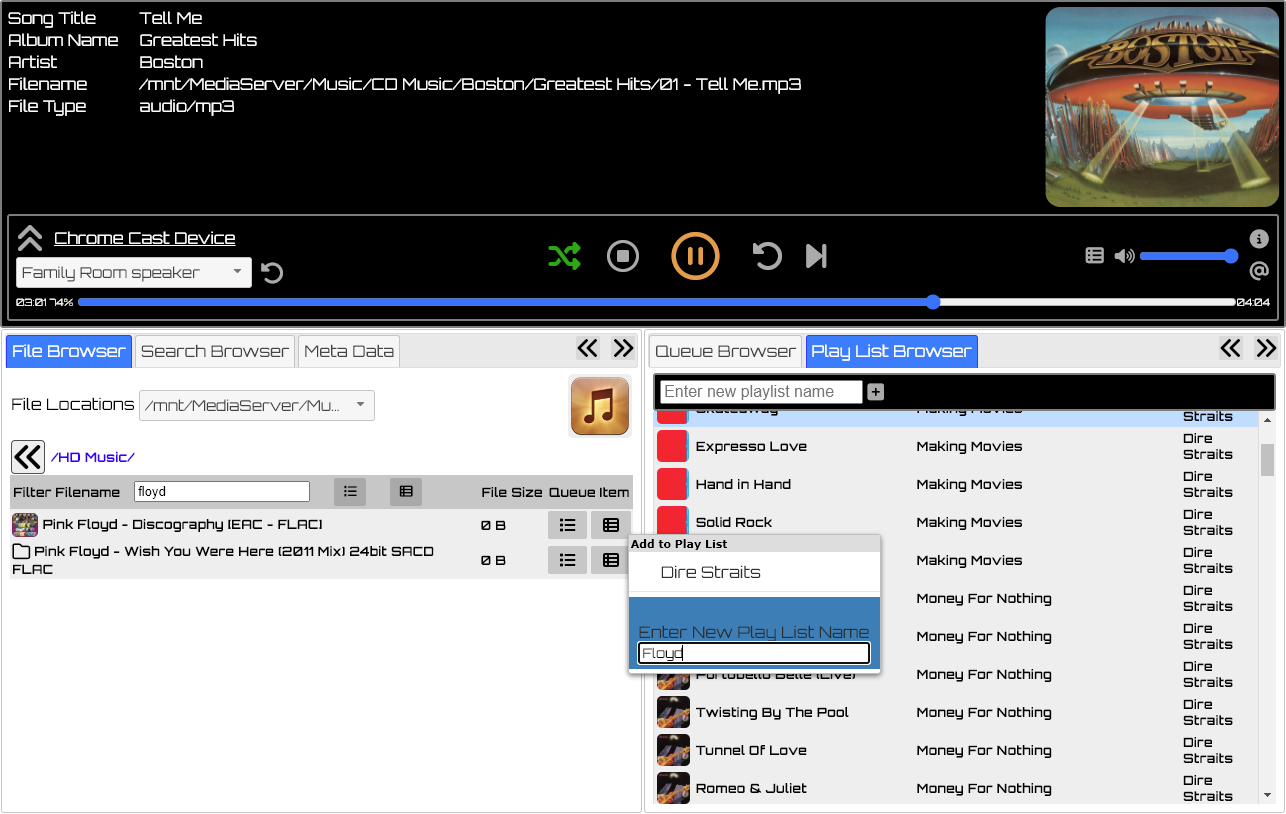 Song Title Tell Me
Album Name Greatest Hits
Artist Boston
Filename /mnt/MediaServer/Music/CD Music/Boston/Greatest Hits/01 - Tell Me.mp3
File Type audio/mp3
BOSTON
Chrome Cast Device
Family Room speaker
03:01 74% 04:04
File Browser Search Browser Meta Data
File Locations /mnt/MediaServer/Mu...
/HD Music/
Filter Filename floyd File Size Queue Item
Pink Floyd - Discography [EAC - FLAC] 0 B
Pink Floyd - Wish You Were Here (2011 Mix) 24bit SACD
FLAC 0 B
Queue Browser Play List Browser
Enter new playlist name
Skateaway Making Movies Straits
Expresso Love Making Movies Dire
Straits
Hand in Hand Making Movies Dire
Straits
Solid Rock Making Movies Dire
Straits
Making Movies Dire
Straits
Money For Nothing Dire
Straits
Money For Nothing Dire
Straits
Portobello Belle (Live) Money For Nothing Dire
Straits
Twisting By The Pool Money For Nothing Dire
Straits
Tunnel Of Love Money For Nothing Dire
Straits
Romeo & Juliet Money For Nothing Dire
Straits
Add to Play List
Dire Straits
Enter New Play List Name
Floyd